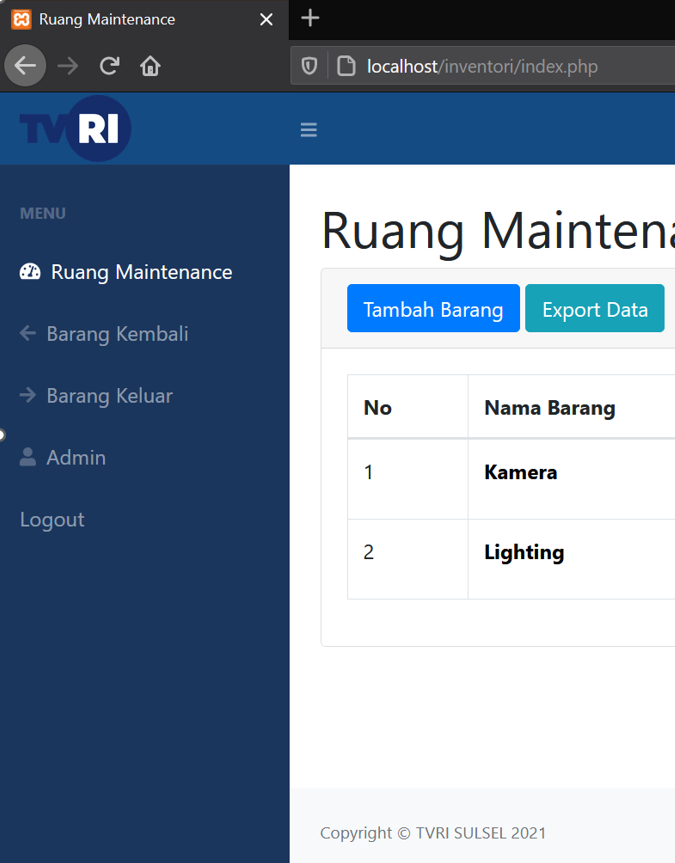 Ruang Maintenance
localhost/inventori/index.php
TVRI
MENU
Ruang Maintenance
Barang Kembali
Barang Keluar
Admin
Logout
Ruang Maintena
Tambah Barang Export Data
No Nama Barang
1 Kamera
2 Lighting
Copyright © TVRI SULSEL 2021